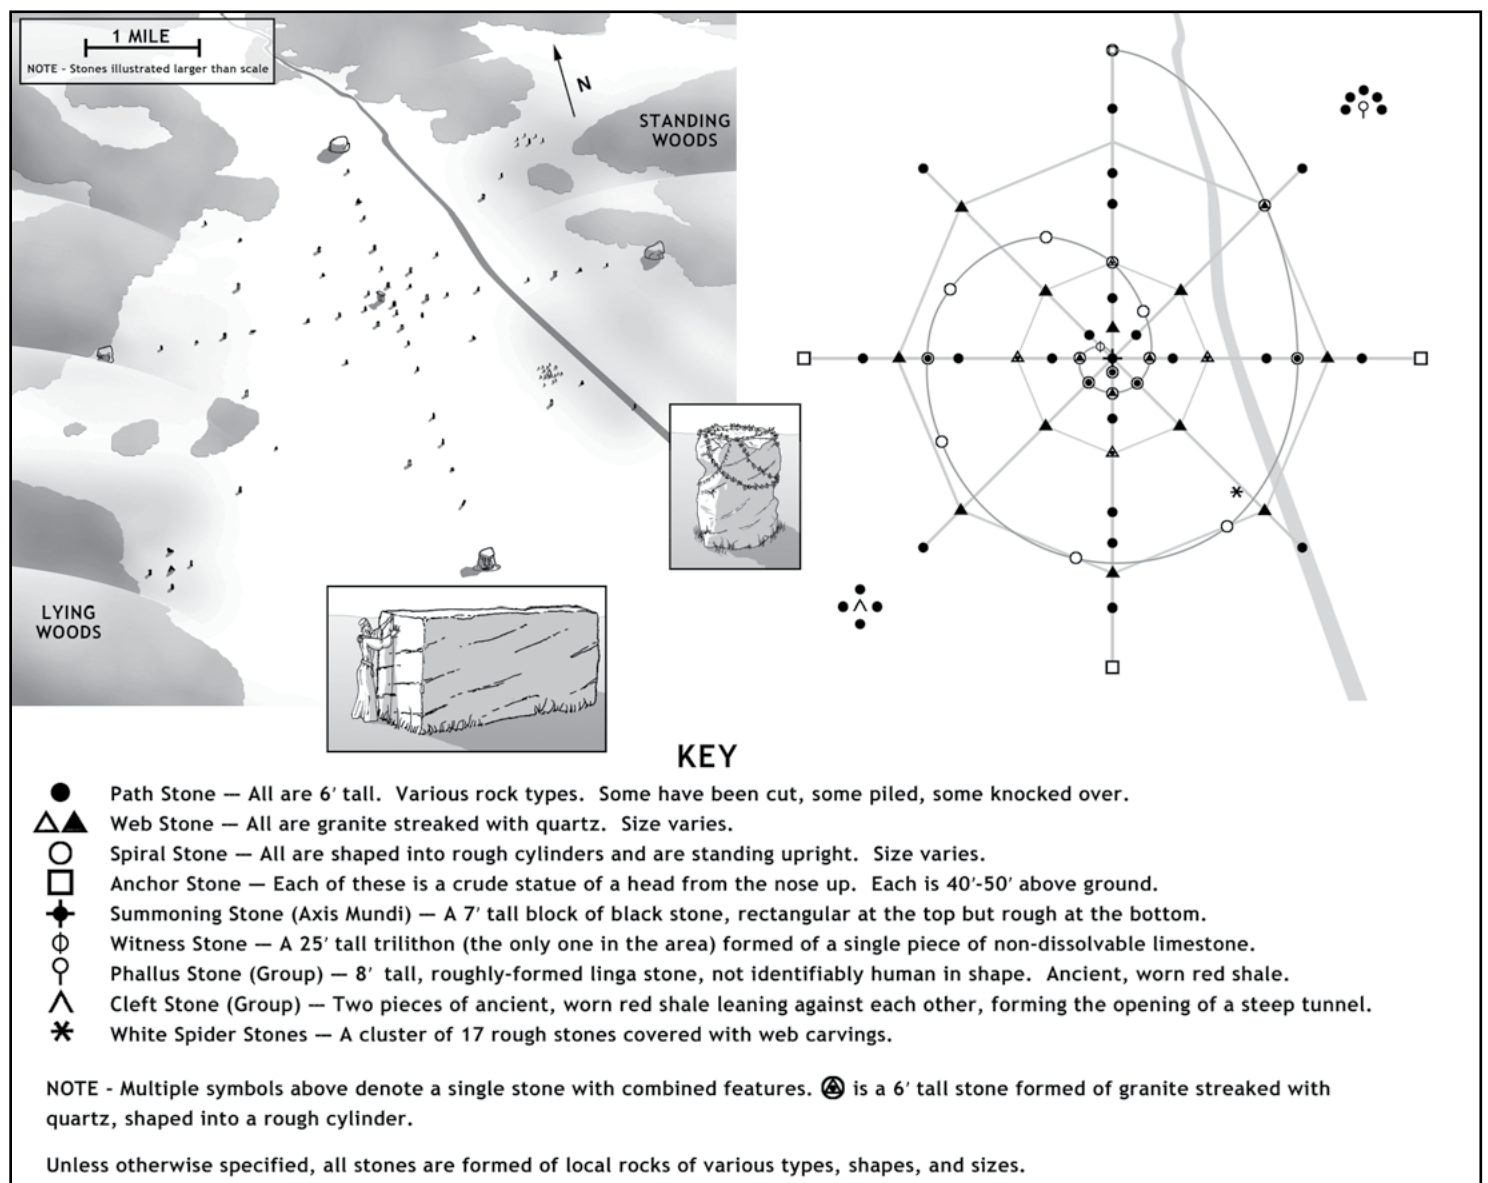 1 MILE
NOTE - Stones illustrated larger than scale
N
STANDING
WOODS
LYING
WOODS
KEY
Path Stone — All are 6' tall. Various rock types. Some have been cut, some piled, some knocked over.
Web Stone — All are granite streaked with quartz. Size varies.
Spiral Stone — All are shaped into rough cylinders and are standing upright. Size varies.
Anchor Stone — Each of these is a crude statue of a head from the nose up. Each is 40'-50' above ground.
Summoning Stone (Axis Mundi) — A 7' tall block of black stone, rectangular at the top but rough at the bottom.
Witness Stone — A 25' tall trilithon (the only one in the area) formed of a single piece of non-dissolvable limestone.
Phallus Stone (Group) — 8' tall, roughly-formed linga stone, not identifiably human in shape. Ancient, worn red shale.
Cleft Stone (Group) — Two pieces of ancient, worn red shale leaning against each other, forming the opening of a steep tunnel.
White Spider Stones — A cluster of 17 rough stones covered with web carvings.
NOTE - Multiple symbols above denote a single stone with combined features. is a 6' tall stone formed of granite streaked with
quartz, shaped into a rough cylinder.
Unless otherwise specified, all stones are formed of local rocks of various types, shapes, and sizes.